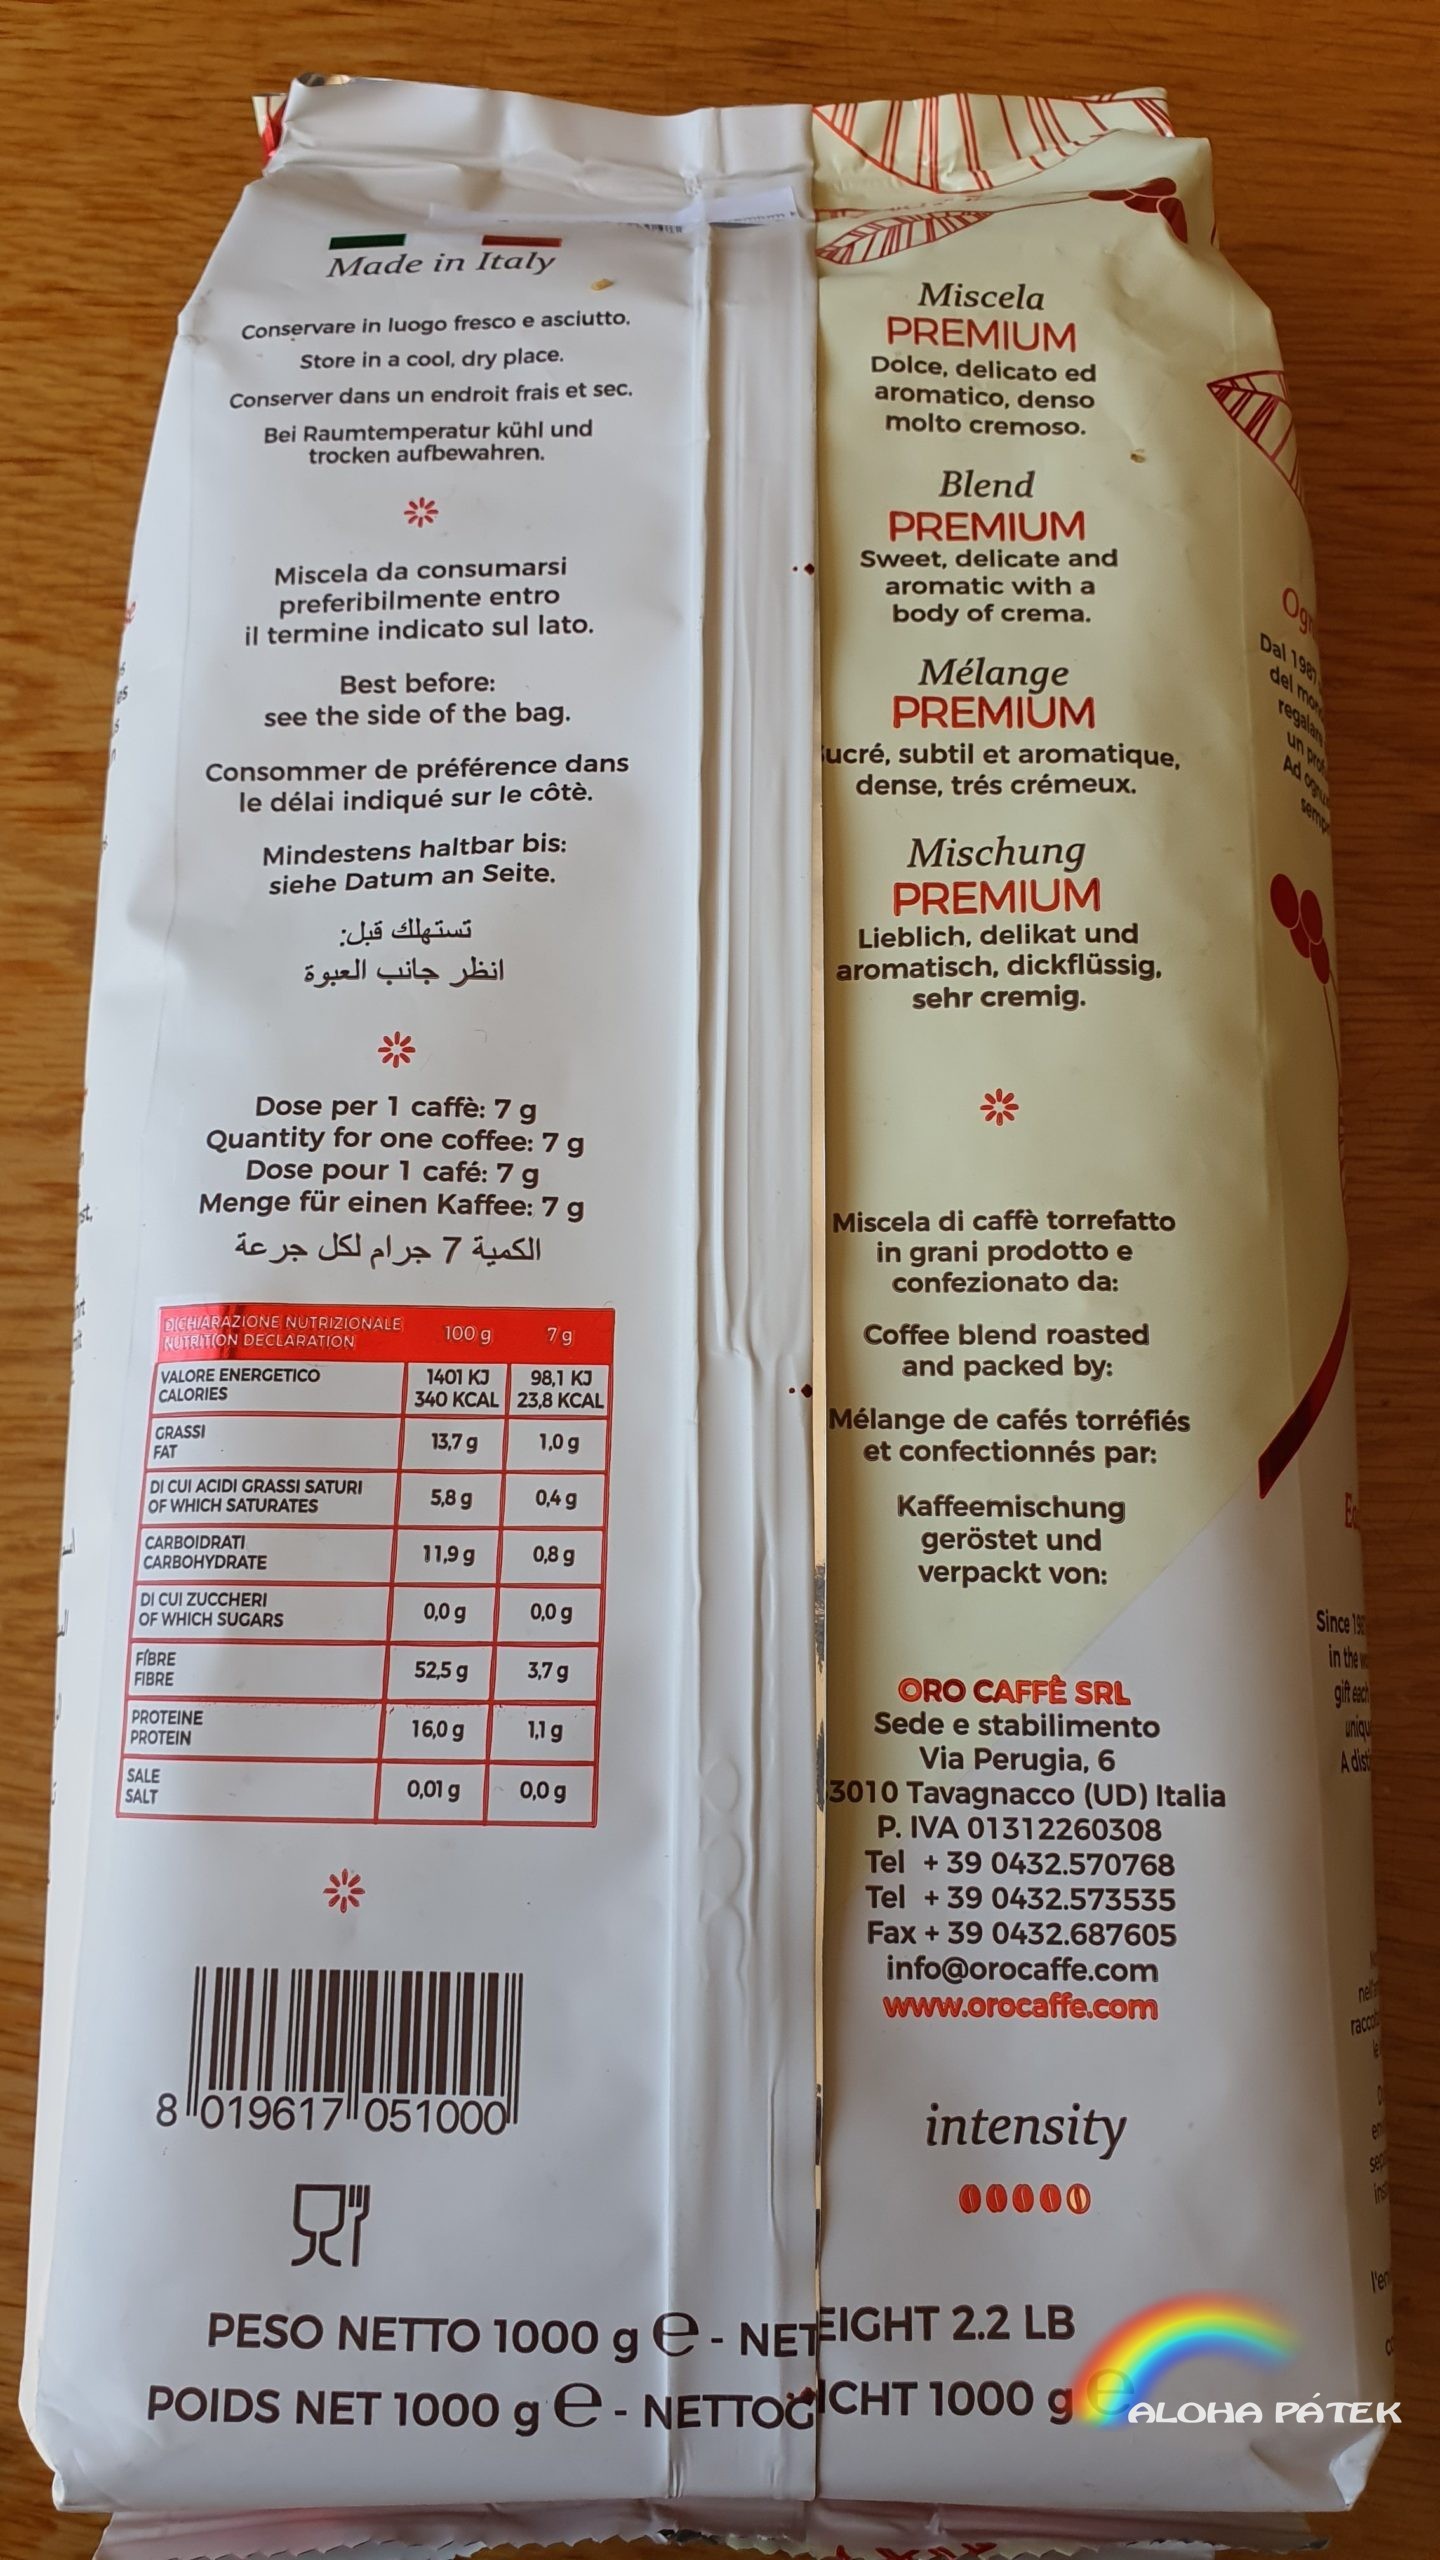 Made in Italy
Conservare in luogo fresco e asciutto.
Store in a cool, dry place.
Conserver dans un endroit frais et sec.
Bei Raumtemperatur kühl und
trocken aufbewahren.
Miscela da consumarsi
preferibilmente entro
il termine indicato sul lato.
Best before:
see the side of the bag.
Consommer de préférence dans
le délai indiqué sur le côtè.
Mindestens haltbar bis:
siehe Datum an Seite.
تستهلك قبل:
انظر جانب العبوة
Dose per 1 caffè: 7 g
Quantity for one coffee: 7 g
Dose pour 1 café: 7 g
Menge für einen Kaffee: 7 g
الكمية 7 جرام لكل جرعة
DICHIARAZIONE NUTRIZIONALE
NUTRITION DECLARATION 100 g 7 g
VALORE ENERGETICO 1401 KJ 98,1 KJ
CALORIES 340 KCAL 23,8 KCAL
GRASSI
FAT 13,7 g 1,0 g
DI CUI ACIDI GRASSI SATURI
OF WHICH SATURATES 5,8 g 0,4 g
CARBOIDRATI
CARBOHYDRATE 11,9 g 0,8 g
DI CUI ZUCCHERI
OF WHICH SUGARS 0,0 g 0,0 g
FÍBRE
FIBRE 52,5 g 3,7 g
PROTEINE
PROTEIN 16,0 g 1,1 g
SALE
SALT 0,01 g 0,0 g
8 019617 051000
Miscela
PREMIUM
Dolce, delicato ed
aromatico, denso
molto cremoso.
Blend
PREMIUM
Sweet, delicate and
aromatic with a
body of crema.
Mélange
PREMIUM
ucré, subtil et aromatique,
dense, trés crémeux.
Mischung
PREMIUM
Lieblich, delikat und
aromatisch, dickflüssig,
sehr cremig.
Miscela di caffè torrefatto
in grani prodotto e
confezionato da:
Coffee blend roasted
and packed by:
Mélange de cafés torréfiés
et confectionnés par:
Kaffeemischung
geröstet und
verpackt von:
ORO CAFFÈ SRL
Sede e stabilimento
Via Perugia, 6
3010 Tavagnacco (UD) Italia
P. IVA 01312260308
Tel + 39 0432.570768
Tel + 39 0432.573535
Fax + 39 0432.687605
info@orocaffe.com
www.orocaffe.com
intensity
PESO NETTO 1000 g e - NETEIGHT 2.2 LB
POIDS NET 1000 g e - NETTOGICHT 1000 g e
Dal 1987
del
un
Ad
Since
in the
gift each
ALOHA PÁTEK